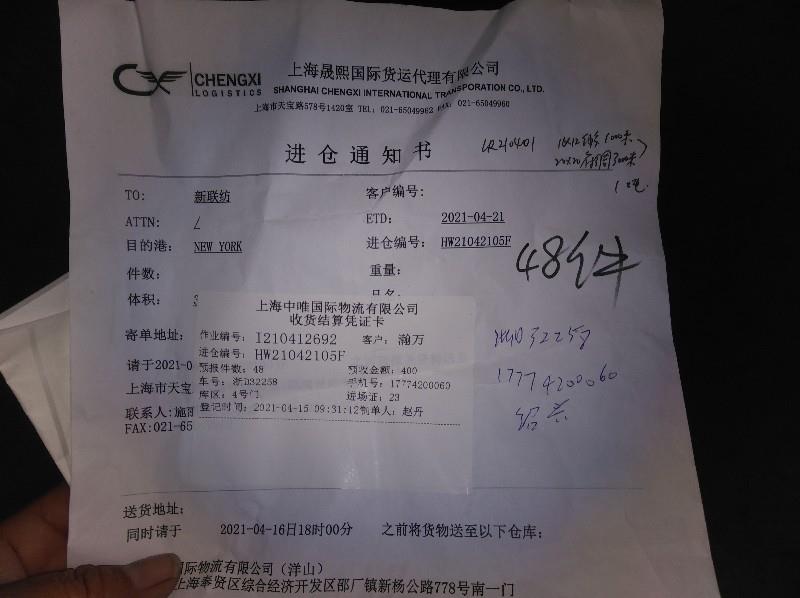 CHENGXI
LOGISTICS
上海晟熙国际货运代理有限公司
SHANGHAI CHENGXI INTERNATIONAL TRANSPORATION CO., LTD.
上海市天宝路578号1420室 TEL: 021-65049962 FAX: 021-65049960
进仓通知书
TO: 新联纺 客户编号:
ATTN: / ETD: 2021-04-21
目的港: NEW YORK 进仓编号: HW21042105F
48件
件数: 重量:
体积:
上海中唯国际物流有限公司
收货结算凭证卡
作业编号: I210412692 客户: 瀚万
进仓编号: HW21042105F
预报件数: 48 预收金额: 400
车号: 浙D32258 手机号: 17774200060
库区: 4号门 进场证: 23
登记时间: 2021-04-15 09:31:12制单人: 赵丹
寄单地址:
请于2021-0
上海市天宝
联系人:施
FAX:021-65
17774200060
送货地址:
同时请于 2021-04-16日18时00分 之前将货物送至以下仓库:
国际物流有限公司（洋山）
上海奉贤区综合经济开发区邵厂镇新杨公路778号南一门